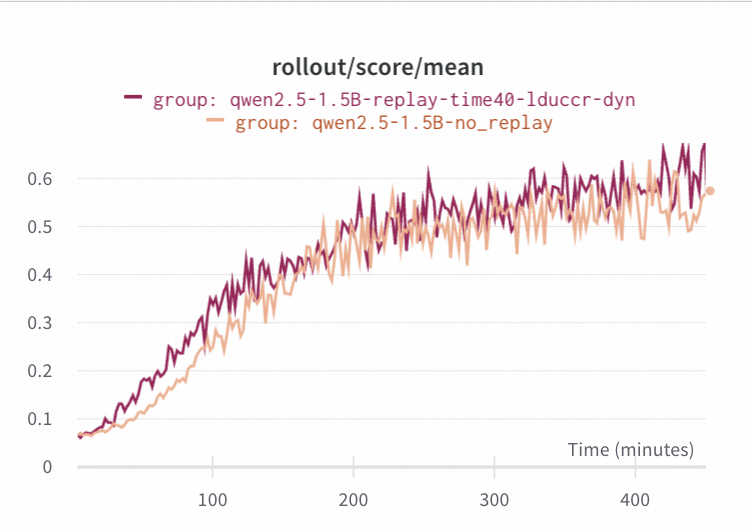 rollout/score/mean
group: qwen2.5-1.5B-replay-time40-lduccr-dyn
group: qwen2.5-1.5B-no_replay
0.6
0.5
0.4
0.3
0.2
0.1
0
Time (minutes)
100 200 300 400